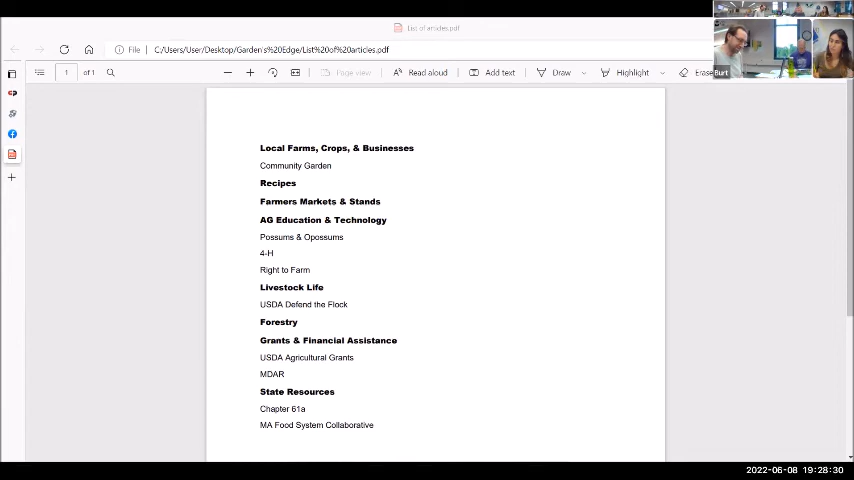 List of articles.pdf
File
C:/Users/User/Desktop/Garden's%20Edge/List%20of%20articles.pdf
1 of 1
Page view
Read aloud
Add text
Draw
Highlight
Erase
Burt
Local Farms, Crops, & Businesses
Community Garden
Recipes
Farmers Markets & Stands
AG Education & Technology
Possums & Opossums
4-H
Right to Farm
Livestock Life
USDA Defend the Flock
Forestry
Grants & Financial Assistance
USDA Agricultural Grants
MDAR
State Resources
Chapter 61a
MA Food System Collaborative
2022-06-08 19:28:30